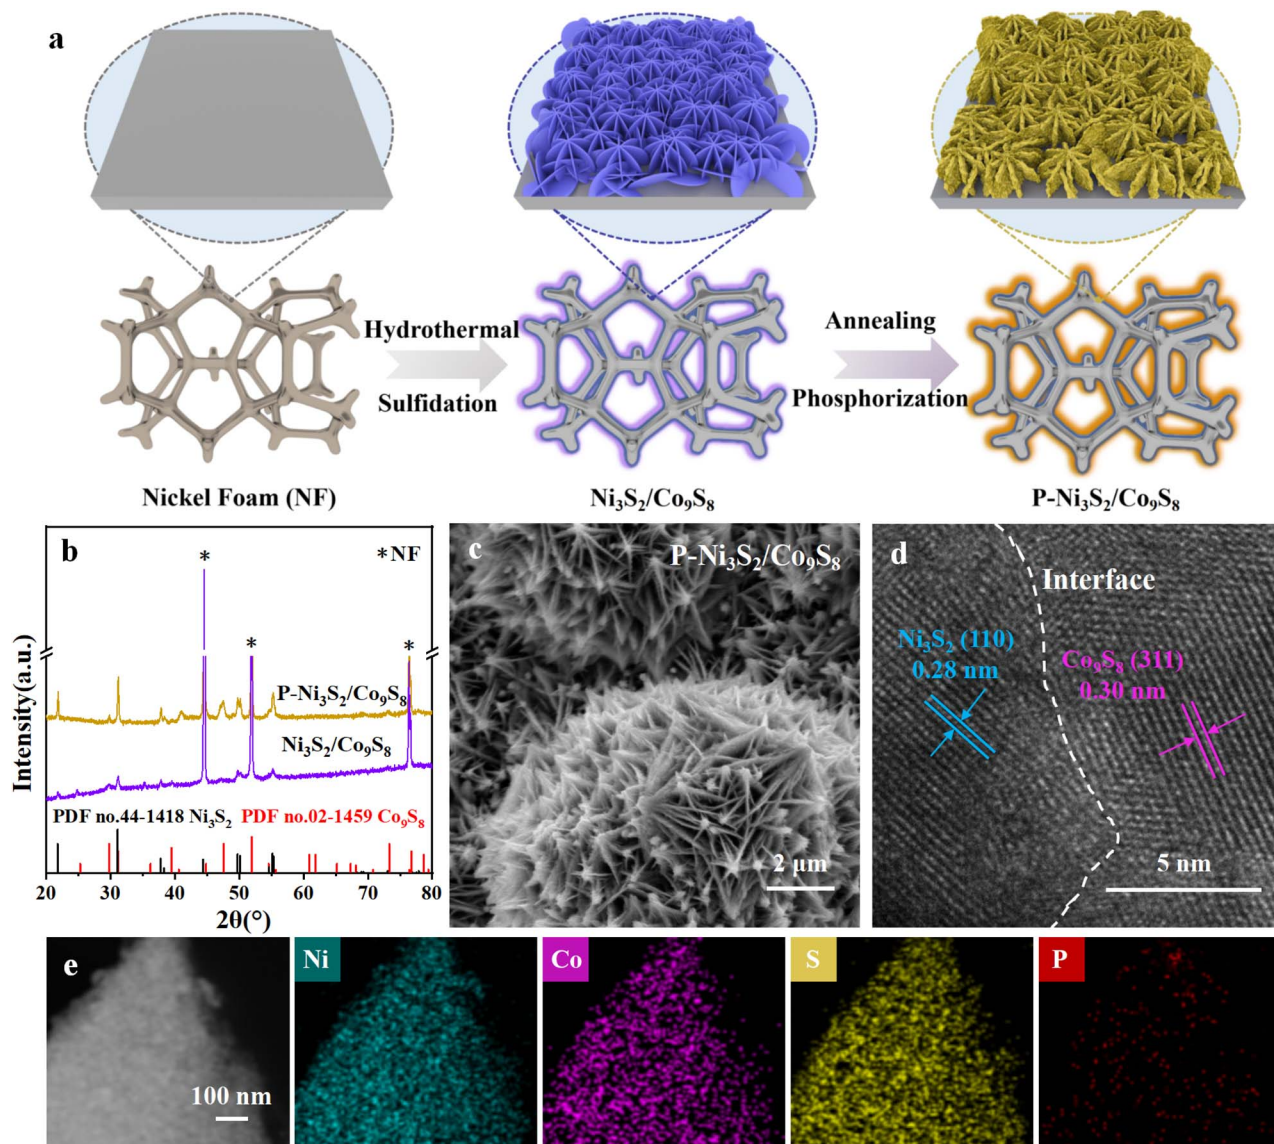 a
Hydrothermal
Sulfidation
Annealing
Phosphorization
Nickel Foam (NF)
Ni₃S₂/Co₉S₈
P-Ni₃S₂/Co₉S₈
b
*
*NF
*
*
P-Ni₃S₂/Co₉S₈
Ni₃S₂/Co₉S₈
PDF no.44-1418 Ni₃S₂
PDF no.02-1459 Co₉S₈
Intensity(a.u.)
20 30 40 50 60 70 80
2θ(°)
c
P-Ni₃S₂/Co₉S₈
2 μm
d
Interface
Ni₃S₂ (110)
0.28 nm
Co₉S₈ (311)
0.30 nm
5 nm
e
100 nm
Ni
Co
S
P